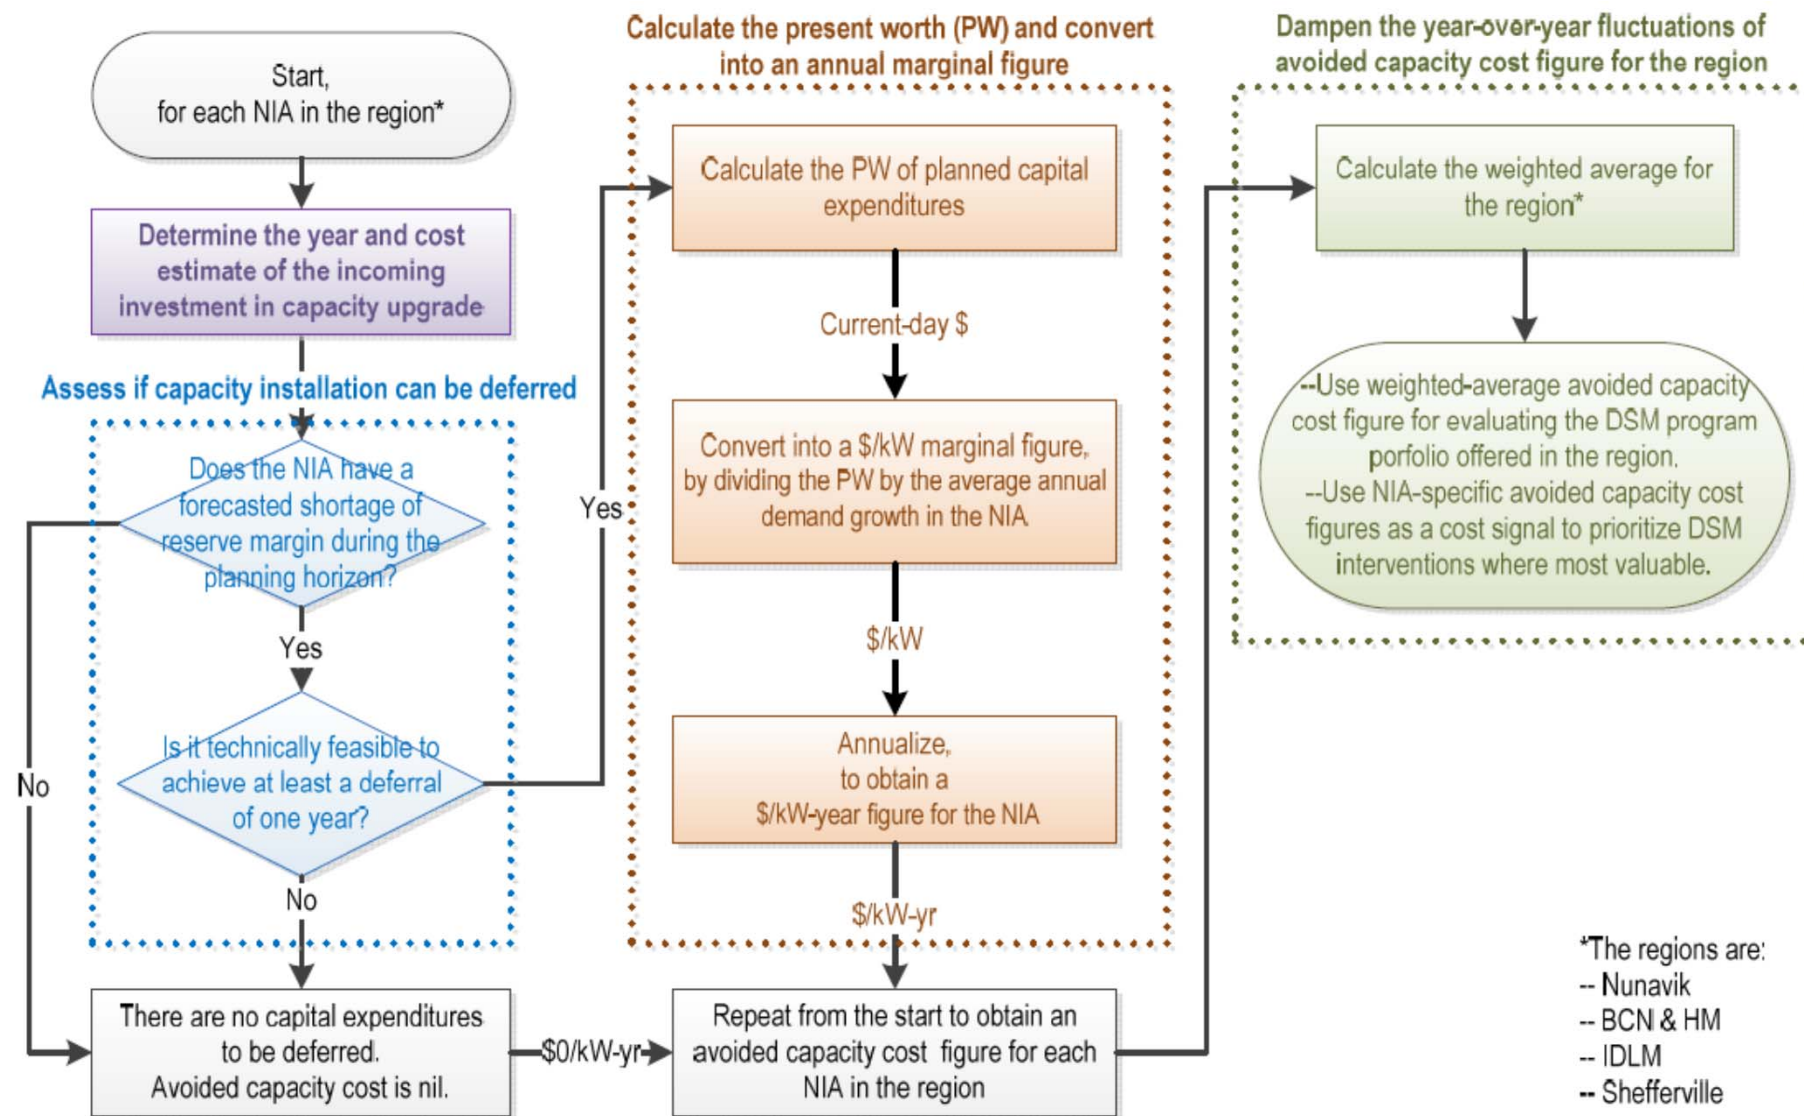 Start,
for each NIA in the region*
Determine the year and cost
estimate of the incoming
investment in capacity upgrade
Assess if capacity installation can be deferred
Does the NIA have a
forecasted shortage of
reserve margin during the
planning horizon?
Yes
Is it technically feasible to
achieve at least a deferral
of one year?
No
No
There are no capital expenditures
to be deferred.
Avoided capacity cost is nil.
$0/kW-yr
Yes
Calculate the present worth (PW) and convert
into an annual marginal figure
Calculate the PW of planned capital
expenditures
Current-day $
Convert into a $/kW marginal figure,
by dividing the PW by the average annual
demand growth in the NIA.
$/kW
Annualize,
to obtain a
$/kW-year figure for the NIA
$/kW-yr
Repeat from the start to obtain an
avoided capacity cost figure for each
NIA in the region
Dampen the year-over-year fluctuations of
avoided capacity cost figure for the region
Calculate the weighted average for
the region*
--Use weighted-average avoided capacity
cost figure for evaluating the DSM program
porfolio offered in the region.
--Use NIA-specific avoided capacity cost
figures as a cost signal to prioritize DSM
interventions where most valuable.
*The regions are:
-- Nunavik
-- BCN & HM
-- IDLM
-- Shefferville